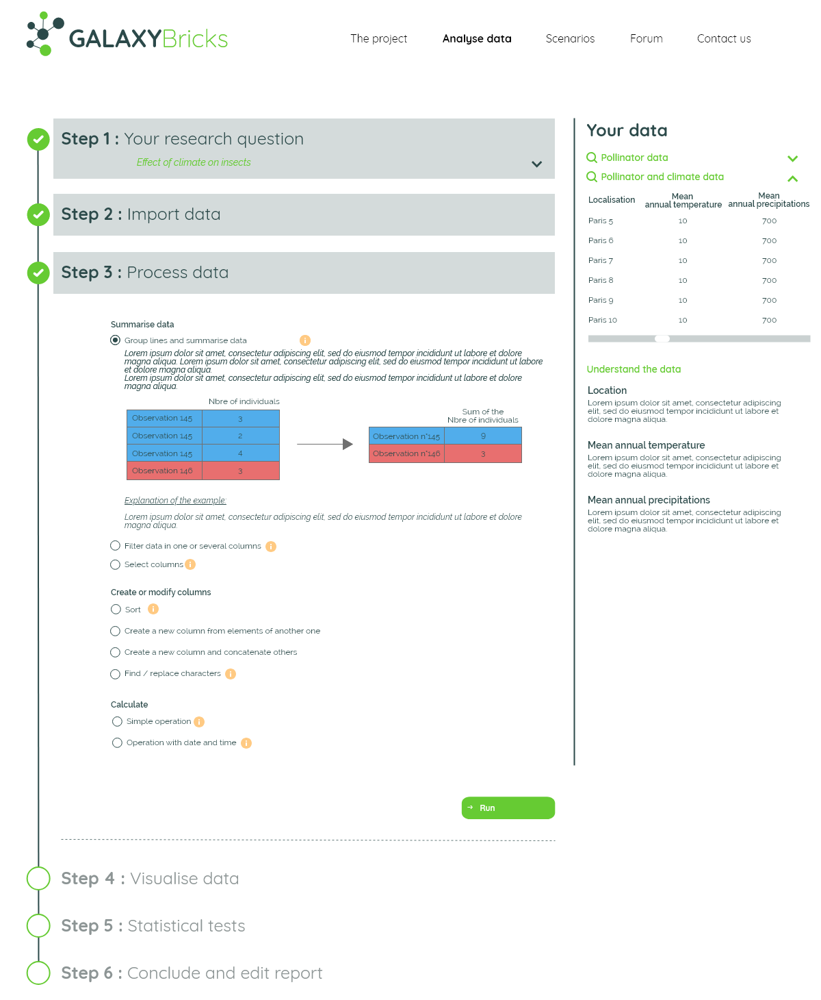 GALAXYBricks
The project
Analyse data
Scenarios
Forum
Contact us
Step 1 : Your research question
Effect of climate on insects
Step 2 : Import data
Step 3 : Process data
Summarise data
Group lines and summarise data
i
Lorem ipsum dolor sit amet, consectetur adipiscing elit, sed do eiusmod tempor incididunt ut labore et dolore
magna aliqua. Lorem ipsum dolor sit amet, consectetur adipiscing elit, sed do eiusmod tempor incididunt ut labore
et dolore magna aliqua.
Lorem ipsum dolor sit amet, consectetur adipiscing elit, sed do eiusmod tempor incididunt ut labore et dolore
magna aliqua.
Nbre of individuals
Observation 145 3
Observation 145 2
Observation 145 4
Observation 146 3
Sum of the
Nbre of individuals
Observation n°145 9
Observation n°146 3
Explanation of the example:
Lorem ipsum dolor sit amet, consectetur adipiscing elit, sed do eiusmod tempor incididunt ut labore et dolore
magna aliqua.
Filter data in one or several columns
i
Select columns
i
Create or modify columns
Sort
i
Create a new column from elements of another one
Create a new column and concatenate others
Find / replace characters
i
Calculate
Simple operation
i
Operation with date and time
i
Run
Step 4 : Visualise data
Step 5 : Statistical tests
Step 6 : Conclude and edit report
Your data
Pollinator data
Pollinator and climate data
Localisation
Mean
annual temperature
Mean
annual precipitations
Paris 5 10 700
Paris 6 10 700
Paris 7 10 700
Paris 8 10 700
Paris 9 10 700
Paris 10 10 700
Understand the data
Location
Lorem ipsum dolor sit amet, consectetur adipiscing
elit, sed do eiusmod tempor incididunt ut labore et
dolore magna aliqua.
Mean annual temperature
Lorem ipsum dolor sit amet, consectetur adipiscing
elit, sed do eiusmod tempor incididunt ut labore et
dolore magna aliqua.
Mean annual precipitations
Lorem ipsum dolor sit amet, consectetur adipiscing
elit, sed do eiusmod tempor incididunt ut labore et
dolore magna aliqua.